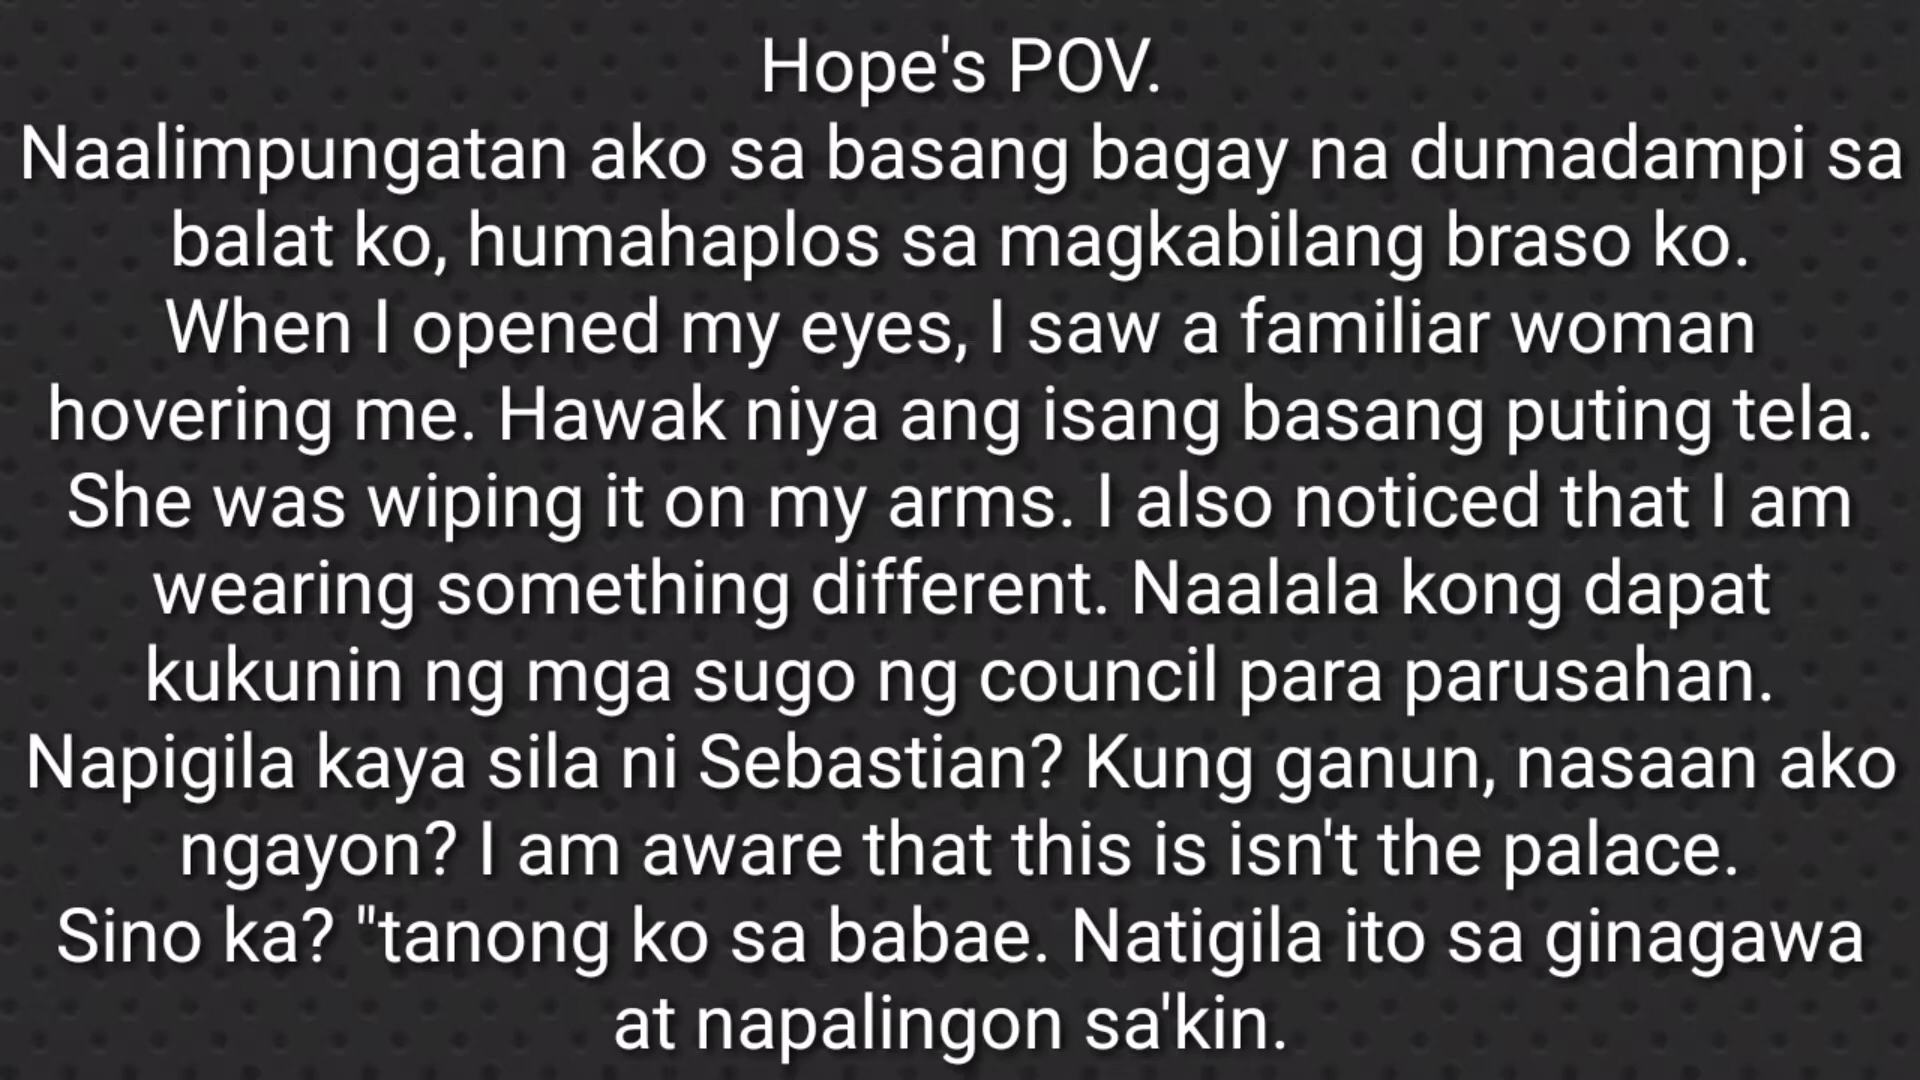 Hope's POV.
Naalimpungatan ako sa basang bagay na dumadampi sa
balat ko, humahaplos sa magkabilang braso ko.
When I opened my eyes, I saw a familiar woman
hovering me. Hawak niya ang isang basang puting tela.
She was wiping it on my arms. I also noticed that I am
wearing something different. Naalala kong dapat
kukunin ng mga sugo ng council para parusahan.
Napigila kaya sila ni Sebastian? Kung ganun, nasaan ako
ngayon? I am aware that this is isn't the palace.
Sino ka? "tanong ko sa babae. Natigila ito sa ginagawa
at napalingon sa'kin.